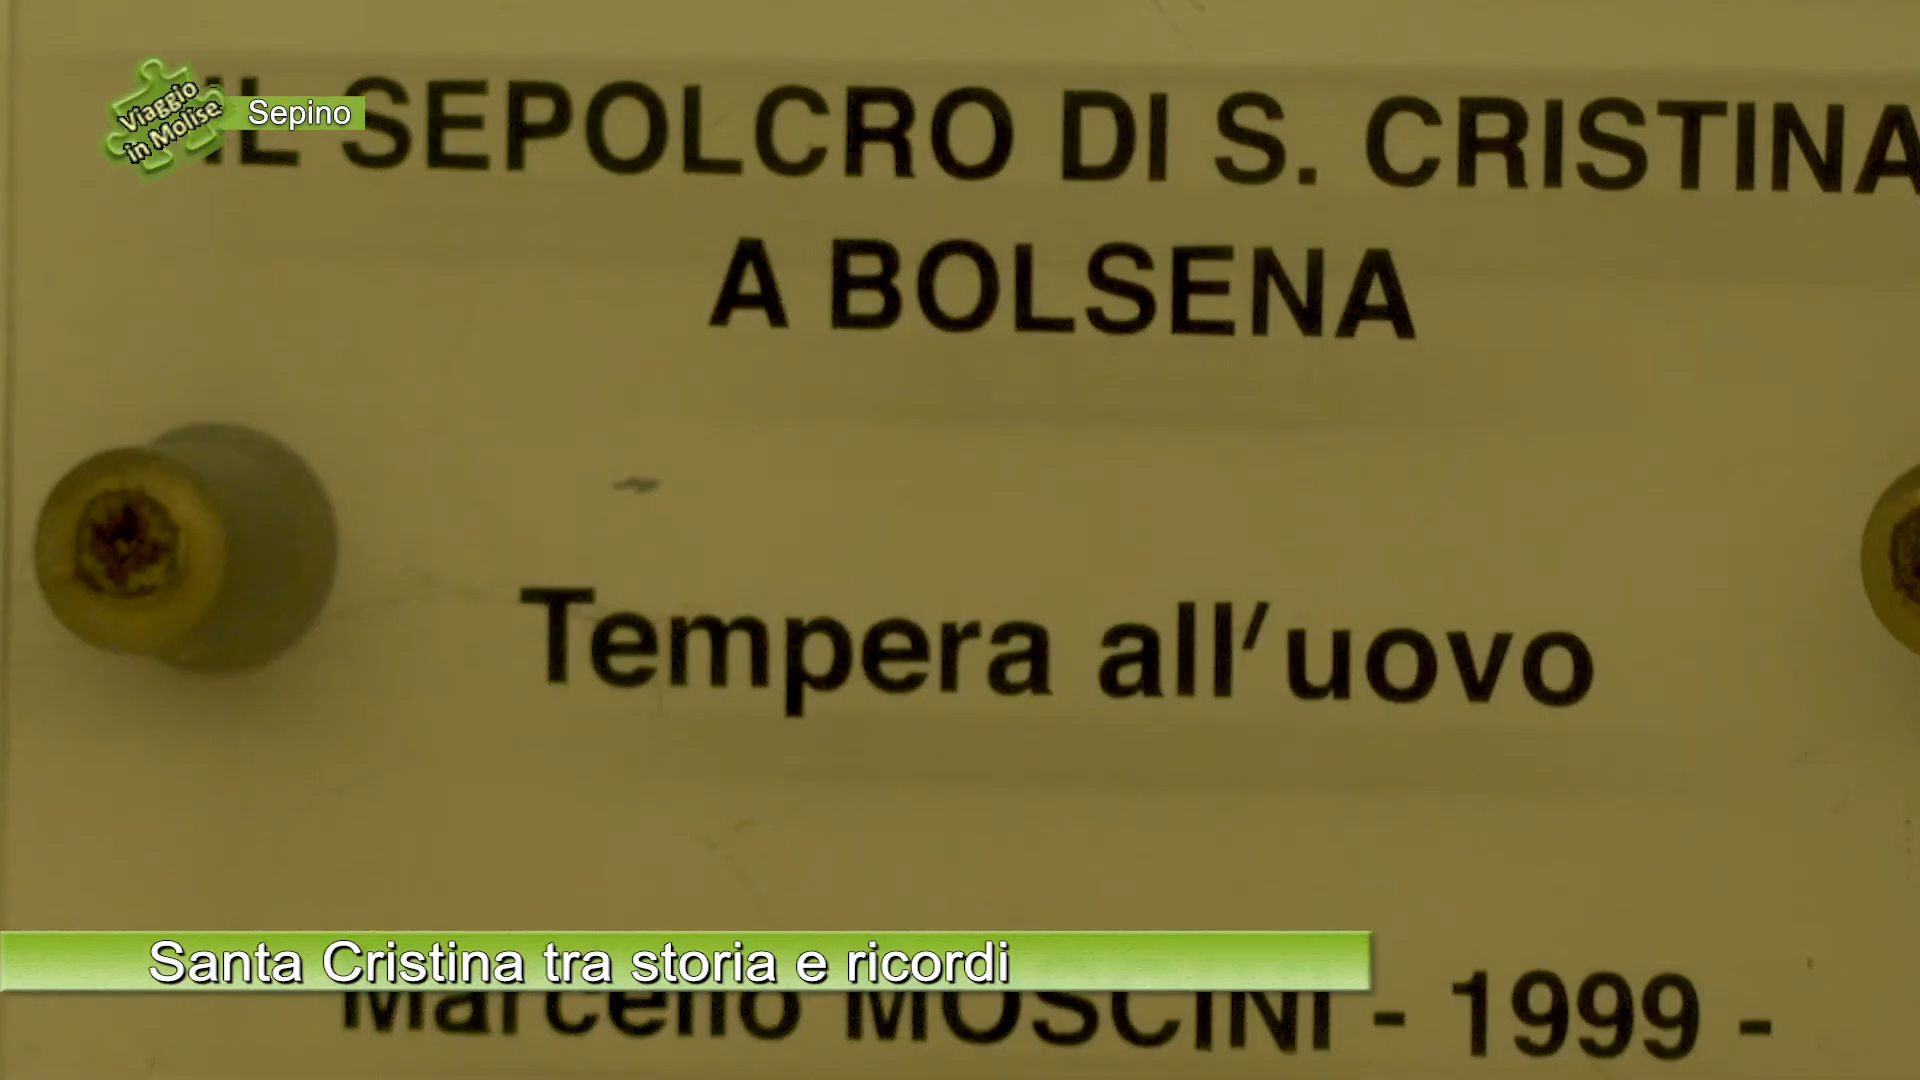 Viaggio
in Molise
Sepino
IL SEPOLCRO DI S. CRISTINA
A BOLSENA
Tempera all'uovo
Santa Cristina tra storia e ricordi
Marcello MOSCINI - 1999 -